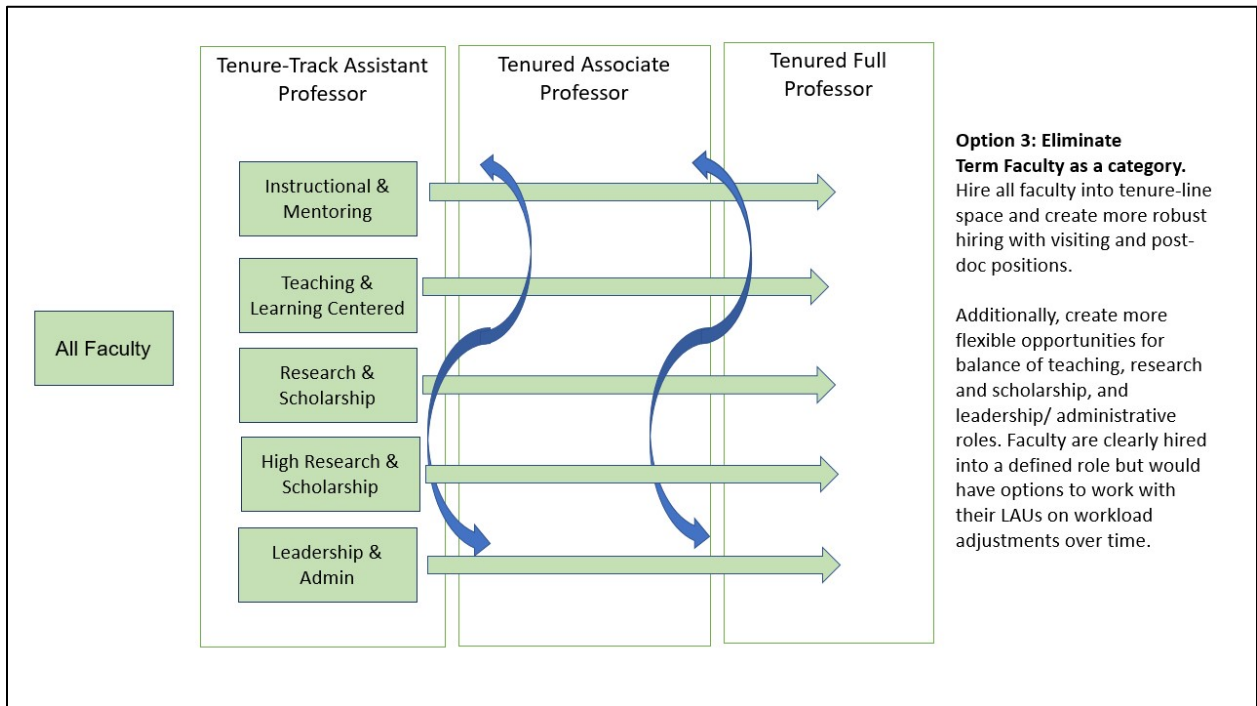 Tenure-Track Assistant
Professor
Tenured Associate
Professor
Tenured Full
Professor
All Faculty
Instructional &
Mentoring
Teaching &
Learning Centered
Research &
Scholarship
High Research &
Scholarship
Leadership &
Admin
Option 3: Eliminate
Term Faculty as a category.
Hire all faculty into tenure-line
space and create more robust
hiring with visiting and post-
doc positions.
Additionally, create more
flexible opportunities for
balance of teaching, research
and scholarship, and
leadership/ administrative
roles. Faculty are clearly hired
into a defined role but would
have options to work with
their LAUs on workload
adjustments over time.